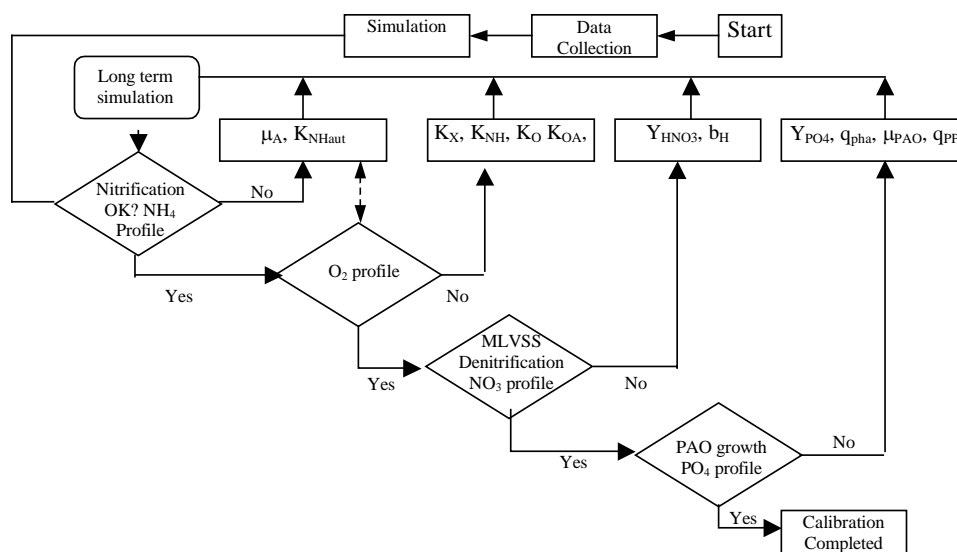 Simulation
Data
Collection
Start
Long term
simulation
μA, KNHaut
KX, KNH, KO KOA,
YHNO3, bH
YPO4, qpha, μPAO, qPP
Nitrification
OK? NH4
Profile
No
Yes
O2 profile
No
Yes
MLVSS
Denitrification
NO3 profile
No
Yes
PAO growth
PO4 profile
No
Yes
Calibration
Completed